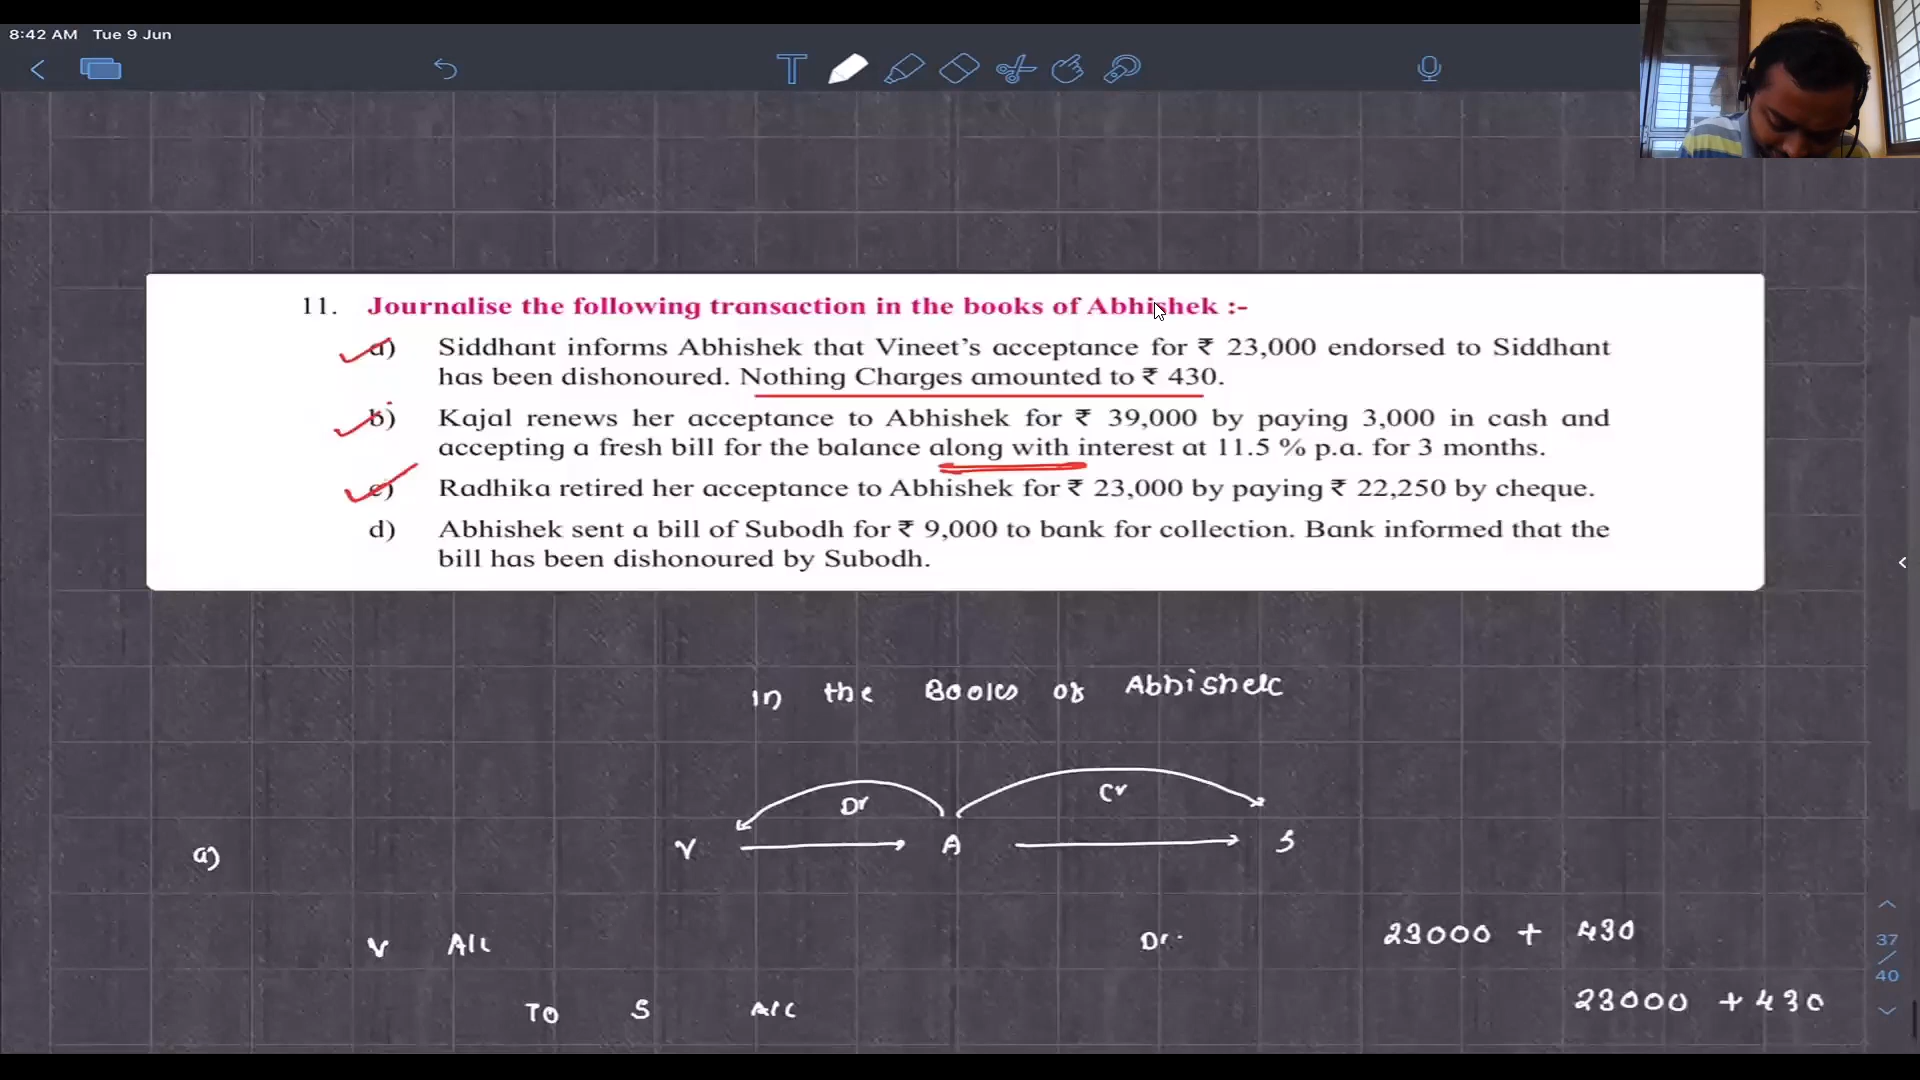 8:42 AM Tue 9 Jun
11. Journalise the following transaction in the books of Abhishek :-
a) Siddhant informs Abhishek that Vineet's acceptance for ₹ 23,000 endorsed to Siddhant
has been dishonoured. Nothing Charges amounted to ₹ 430.
b) Kajal renews her acceptance to Abhishek for ₹ 39,000 by paying 3,000 in cash and
accepting a fresh bill for the balance along with interest at 11.5 % p.a. for 3 months.
c) Radhika retired her acceptance to Abhishek for ₹ 23,000 by paying ₹ 22,250 by cheque.
d) Abhishek sent a bill of Subodh for ₹ 9,000 to bank for collection. Bank informed that the
bill has been dishonoured by Subodh.
In the Books of Abhishek
Dr Cr
a) V A S
V A/c Dr. 23000 + 430
To S A/c 23000 + 430
37
/
40